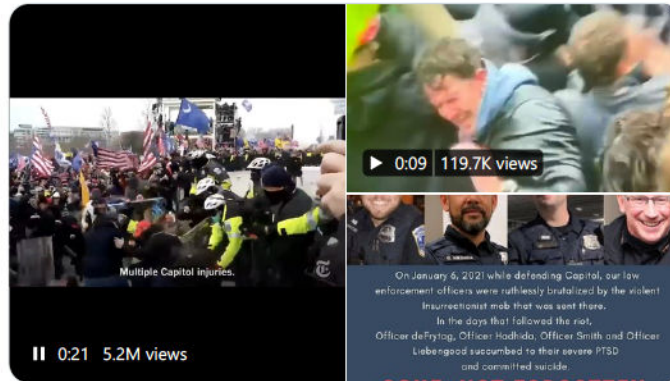 0:09 119.7K views
Multiple Capitol injuries.
0:21 5.2M views
On January 6, 2021 while defending Capitol, our law
enforcement officers were ruthlessly brutalized by the violent
Insurrectionist mob that was sent there.
In the days that followed the riot,
Officer deFrytag, Officer Hadhida, Officer Smith and Officer
Liebengood succumbed to their severe PTSD
and committed suicide.